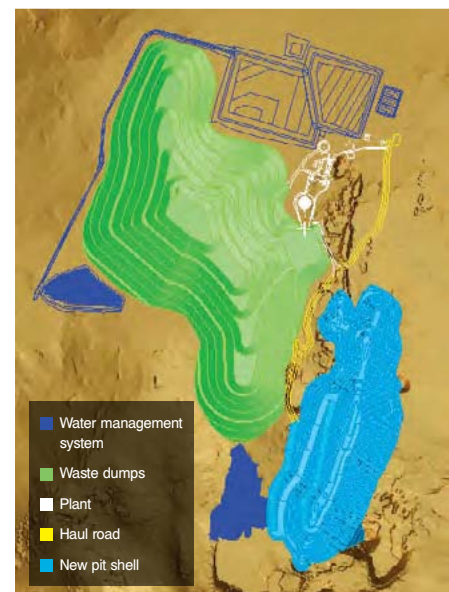 Water management
system
Waste dumps
Plant
Haul road
New pit shell